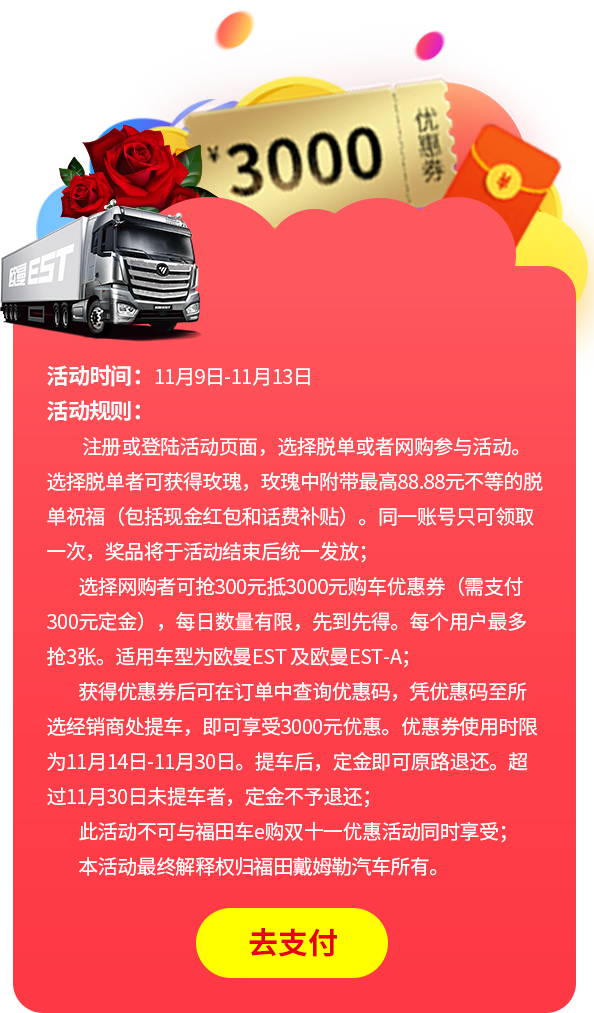 ¥3000
优惠券
¥
欧曼EST
活动时间：11月9日-11月13日
活动规则：
注册或登陆活动页面，选择脱单或者网购参与活动。
选择脱单者可获得玫瑰，玫瑰中附带最高88.88元不等的脱
单祝福（包括现金红包和话费补贴）。同一账号只可领取
一次，奖品将于活动结束后统一发放；
选择网购者可抢300元抵3000元购车优惠券（需支付
300元定金），每日数量有限，先到先得。每个用户最多
抢3张。适用车型为欧曼EST 及欧曼EST-A；
获得优惠券后可在订单中查询优惠码，凭优惠码至所
选经销商处提车，即可享受3000元优惠。优惠券使用时限
为11月14日-11月30日。提车后，定金即可原路退还。超
过11月30日未提车者，定金不予退还；
此活动不可与福田车e购双十一优惠活动同时享受；
本活动最终解释权归福田戴姆勒汽车所有。
去支付